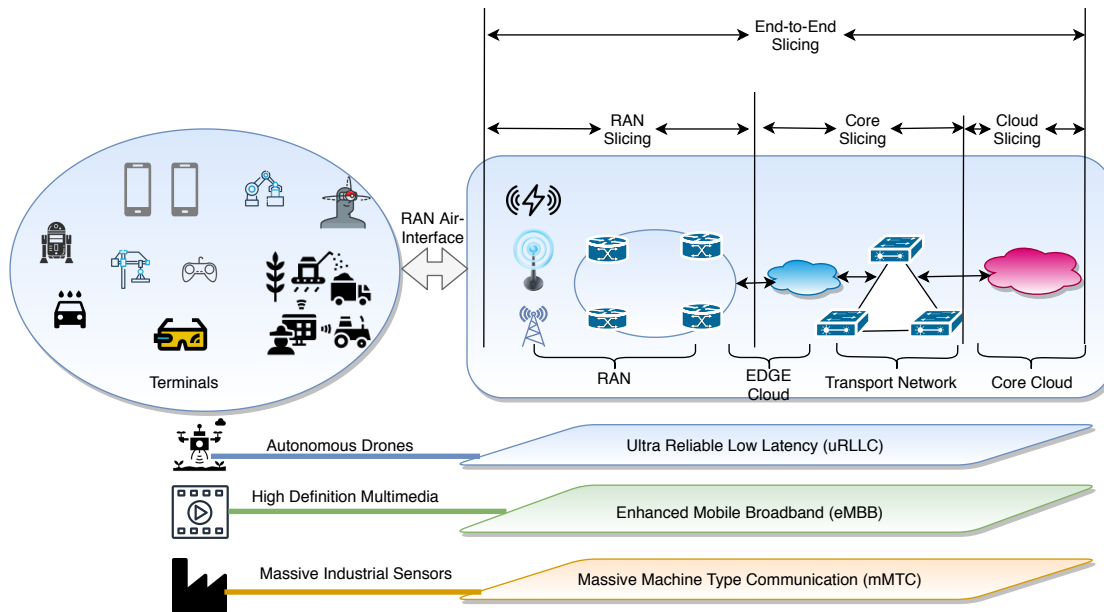 End-to-End
Slicing
RAN
Slicing
Core
Slicing
Cloud
Slicing
RAN Air-
Interface
Terminals
RAN
EDGE
Cloud
Transport Network
Core Cloud
Autonomous Drones
Ultra Reliable Low Latency (uRLLC)
High Definition Multimedia
Enhanced Mobile Broadband (eMBB)
Massive Industrial Sensors
Massive Machine Type Communication (mMTC)